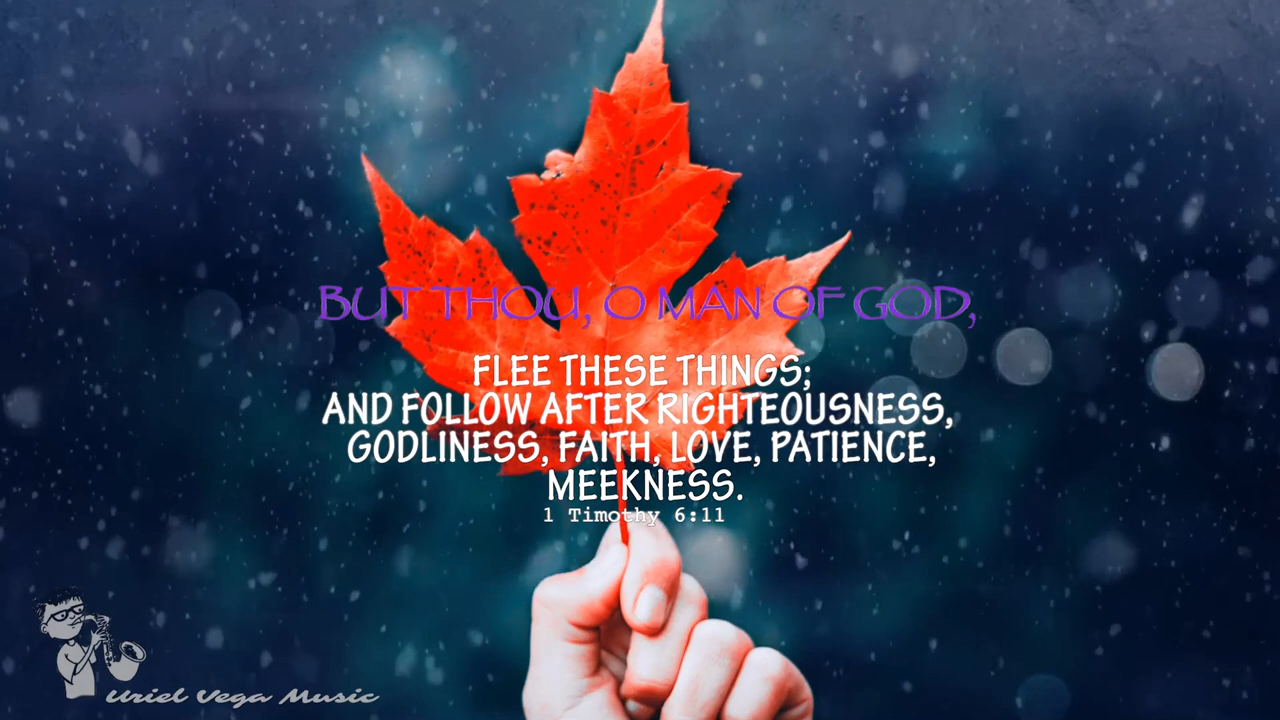 BUT THOU, O MAN OF GOD,
FLEE THESE THINGS;
AND FOLLOW AFTER RIGHTEOUSNESS,
GODLINESS, FAITH, LOVE, PATIENCE,
MEEKNESS.
1 Timothy 6:11
Uriel Vega Music